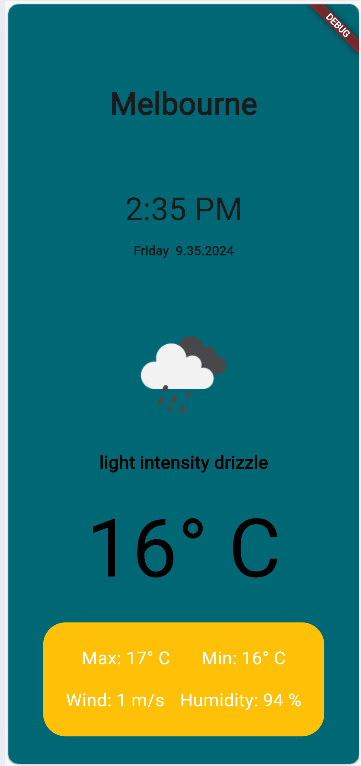 DEBUG
Melbourne
2:35 PM
Friday 9.35.2024
light intensity drizzle
16° C
Max: 17° C Min: 16° C
Wind: 1 m/s Humidity: 94 %